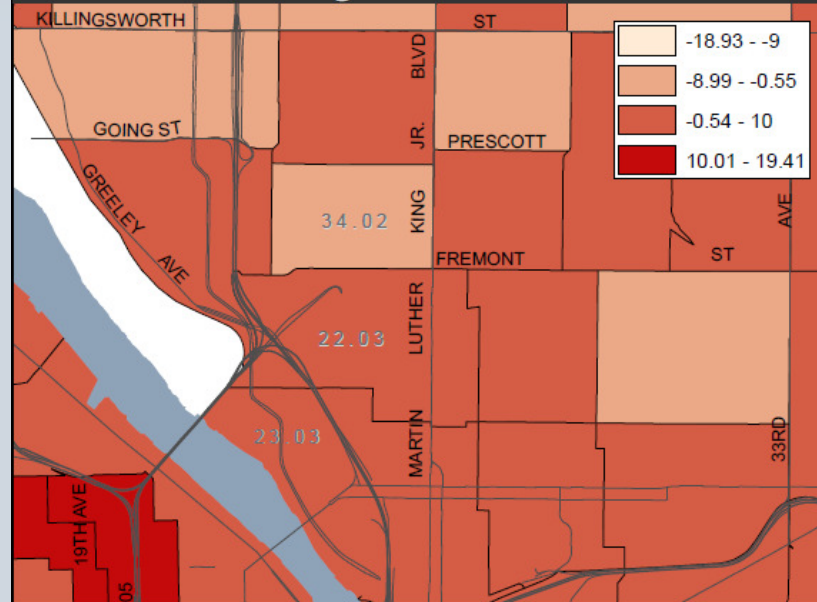 KILLINGSWORTH ST
-18.93 - -9
-8.99 - -0.55
-0.54 - 10
10.01 - 19.41
GOING ST
PRESCOTT
GREELEY AVE
34.02
FREMONT ST
22.03
23.03
MARTIN LUTHER KING JR. BLVD
33RD AVE
19TH AVE
05